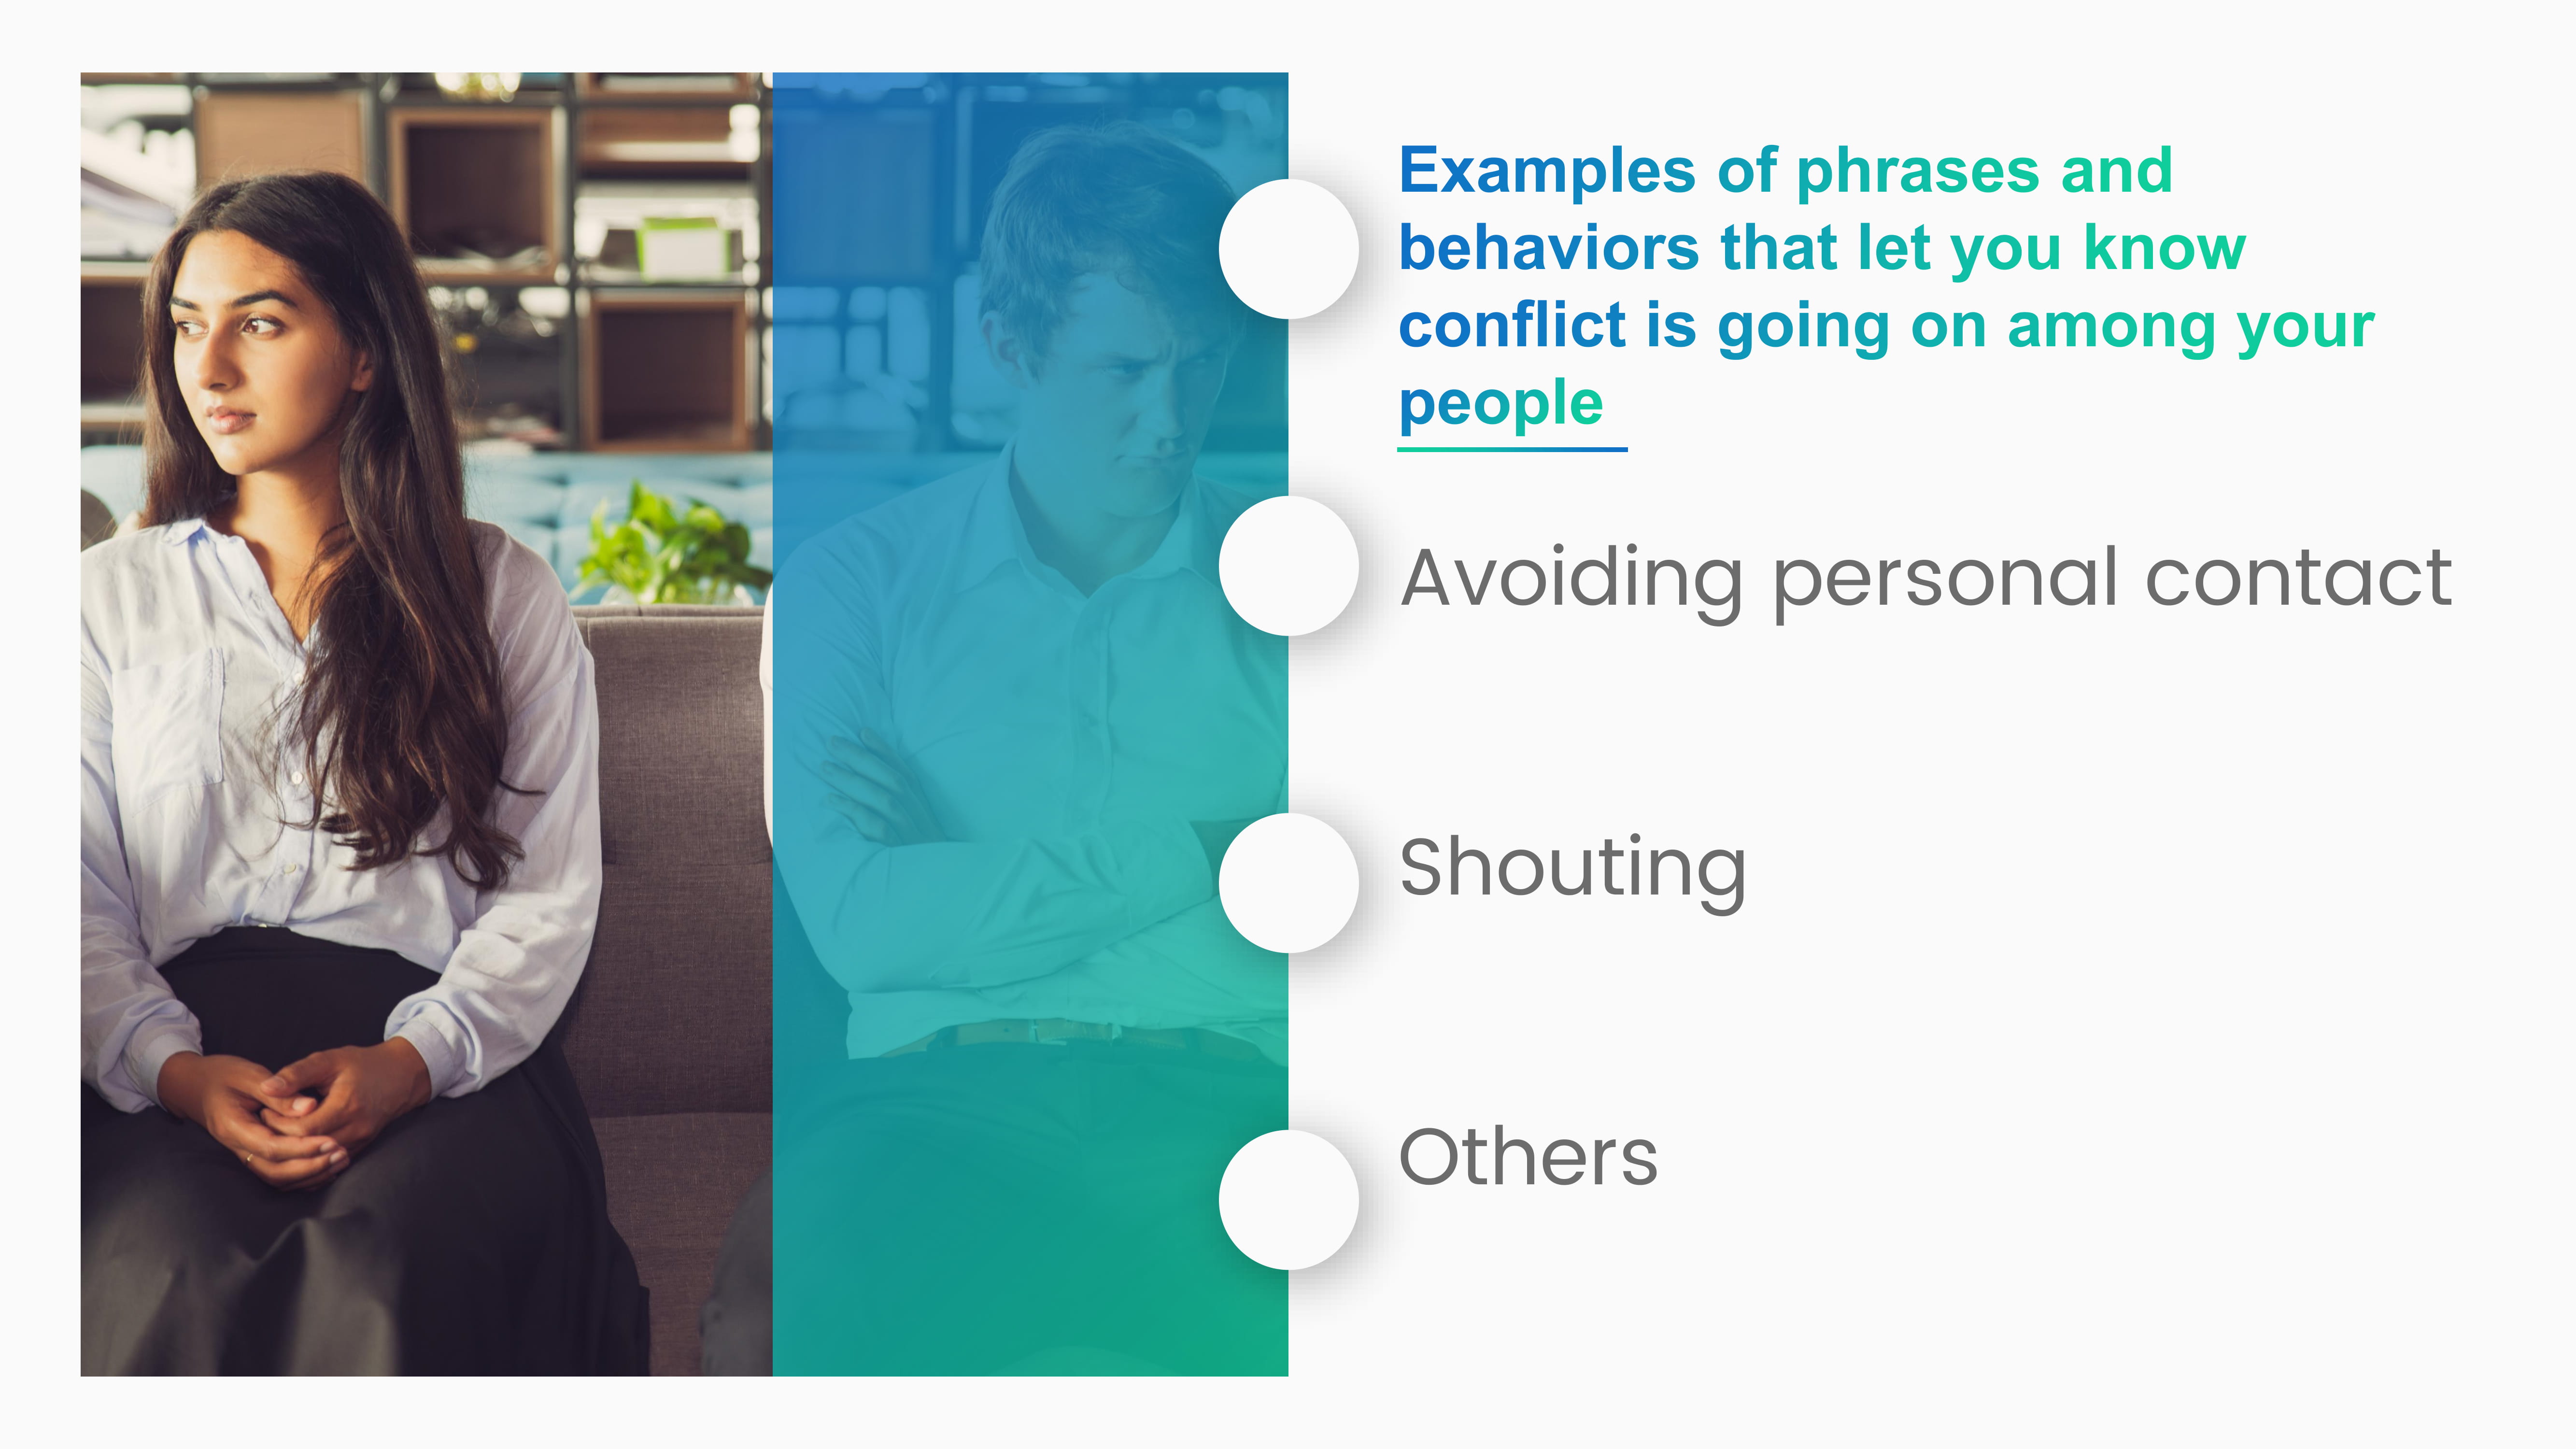 Examples of phrases and
behaviors that let you know
conflict is going on among your
people
Avoiding personal contact
Shouting
Others